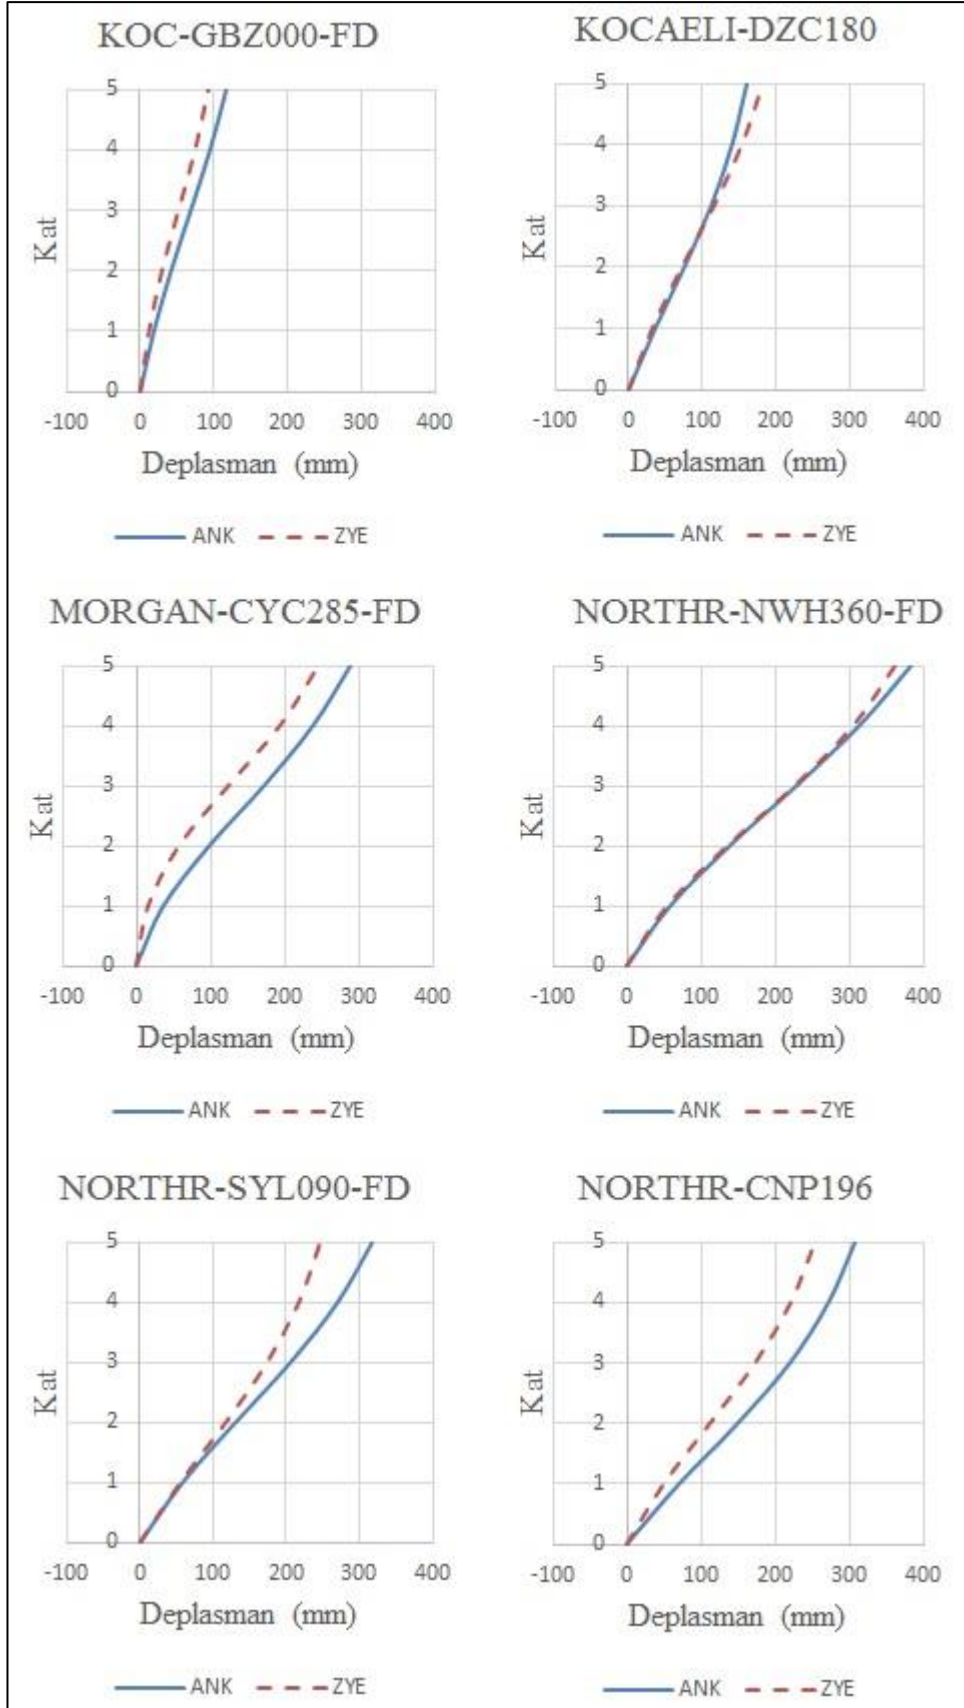 KOC-GBZ000-FD
5
4
3
2
1
0
Kat
-100 0 100 200 300 400
Deplasman (mm)
ANK ZYE
KOCAELI-DZC180
5
4
3
2
1
0
Kat
-100 0 100 200 300 400
Deplasman (mm)
ANK ZYE
MORGAN-CYC285-FD
5
4
3
2
1
0
Kat
-100 0 100 200 300 400
Deplasman (mm)
ANK ZYE
NORTHR-NWH360-FD
5
4
3
2
1
0
Kat
-100 0 100 200 300 400
Deplasman (mm)
ANK ZYE
NORTHR-SYL090-FD
5
4
3
2
1
0
Kat
-100 0 100 200 300 400
Deplasman (mm)
ANK ZYE
NORTHR-CNP196
5
4
3
2
1
0
Kat
-100 0 100 200 300 400
Deplasman (mm)
ANK ZYE